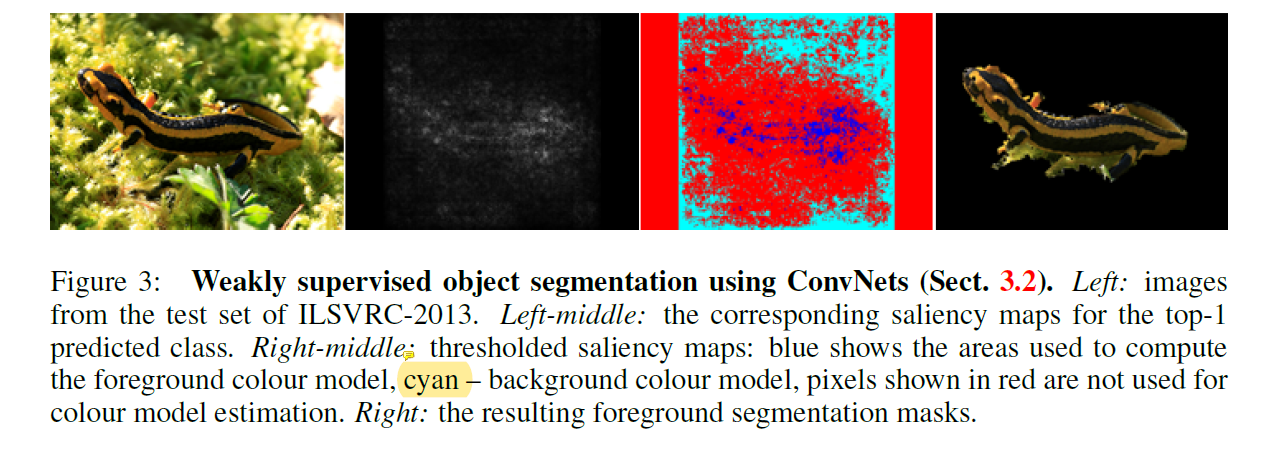 Figure 3: Weakly supervised object segmentation using ConvNets (Sect. 3.2). Left: images
from the test set of ILSVRC-2013. Left-middle: the corresponding saliency maps for the top-1
predicted class. Right-middle: thresholded saliency maps: blue shows the areas used to compute
the foreground colour model, cyan – background colour model, pixels shown in red are not used for
colour model estimation. Right: the resulting foreground segmentation masks.